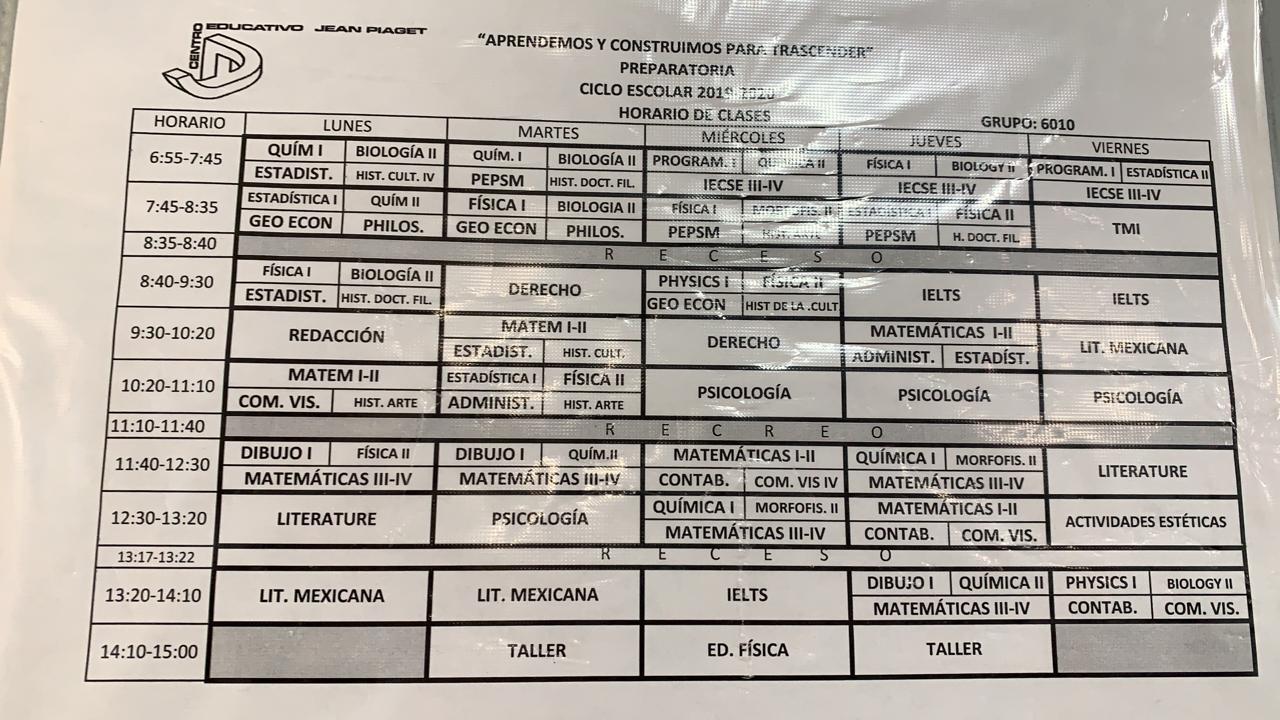 CENTRO EDUCATIVO JEAN PIAGET
“APRENDEMOS Y CONSTRUIMOS PARA TRASCENDER”
PREPARATORIA
CICLO ESCOLAR 2019-2020
HORARIO DE CLASES
GRUPO: 6010
HORARIO LUNES MARTES MIÉRCOLES JUEVES VIERNES
6:55-7:45 QUÍM I BIOLOGÍA II QUÍM. I BIOLOGÍA II PROGRAM. I QUÍMICA II FÍSICA I BIOLOGY II PROGRAM. I ESTADÍSTICA II
ESTADIST. HIST. CULT. IV PEPSM HIST. DOCT. FIL. IECSE III-IV IECSE III-IV IECSE III-IV
7:45-8:35 ESTADÍSTICA I QUÍM II FÍSICA I BIOLOGIA II FÍSICA I MORFOFIS. II ESTADÍSTICA I FÍSICA II TMI
GEO ECON PHILOS. GEO ECON PHILOS. PEPSM HIST. ARTE PEPSM H. DOCT. FIL.
8:35-8:40 R E C E S O
8:40-9:30 FÍSICA I BIOLOGÍA II DERECHO PHYSICS I FÍSICA II IELTS IELTS
ESTADIST. HIST. DOCT. FIL. GEO ECON HIST DE LA .CULT
9:30-10:20 REDACCIÓN MATEM I-II DERECHO MATEMÁTICAS I-II LIT. MEXICANA
ESTADIST. HIST. CULT. ADMINIST. ESTADÍST.
10:20-11:10 MATEM I-II ESTADÍSTICA I FÍSICA II PSICOLOGÍA PSICOLOGÍA PSICOLOGÍA
COM. VIS. HIST. ARTE ADMINIST. HIST. ARTE
11:10-11:40 R E C R E O
11:40-12:30 DIBUJO I FÍSICA II DIBUJO I QUÍM.II MATEMÁTICAS I-II QUÍMICA I MORFOFIS. II LITERATURE
MATEMÁTICAS III-IV MATEMÁTICAS III-IV CONTAB. COM. VIS IV MATEMÁTICAS III-IV
12:30-13:20 LITERATURE PSICOLOGÍA QUÍMICA I MORFOFIS. II MATEMÁTICAS I-II ACTIVIDADES ESTÉTICAS
MATEMÁTICAS III-IV CONTAB. COM. VIS.
13:17-13:22 R E C E S O
13:20-14:10 LIT. MEXICANA LIT. MEXICANA IELTS DIBUJO I QUÍMICA II PHYSICS I BIOLOGY II
MATEMÁTICAS III-IV CONTAB. COM. VIS.
14:10-15:00 TALLER ED. FÍSICA TALLER